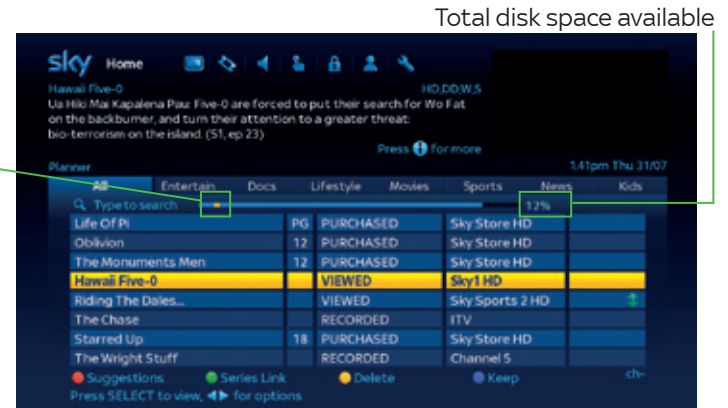 Total disk space available
sky Home
Hawaii Five-0 HD,DD,W,S
Ua Hiki Mai Kapalena Pau: Five-0 are forced to put their search for Wo Fat
on the backburner, and turn their attention to a greater threat:
bio-terrorism on the island. (S1, ep 23)
Press for more
Planner 1.41pm Thu 31/07
All Entertain Docs Lifestyle Movies Sports News Kids
Type to search 12%
Life Of Pi PG PURCHASED Sky Store HD
Oblivion 12 PURCHASED Sky Store HD
The Monuments Men 12 PURCHASED Sky Store HD
Hawaii Five-0 VIEWED Sky1 HD
Riding The Dales... VIEWED Sky Sports 2 HD
The Chase RECORDED ITV
Starred Up 18 PURCHASED Sky Store HD
The Wright Stuff RECORDED Channel 5
Suggestions Series Link Delete Keep ch-
Press SELECT to view, for options